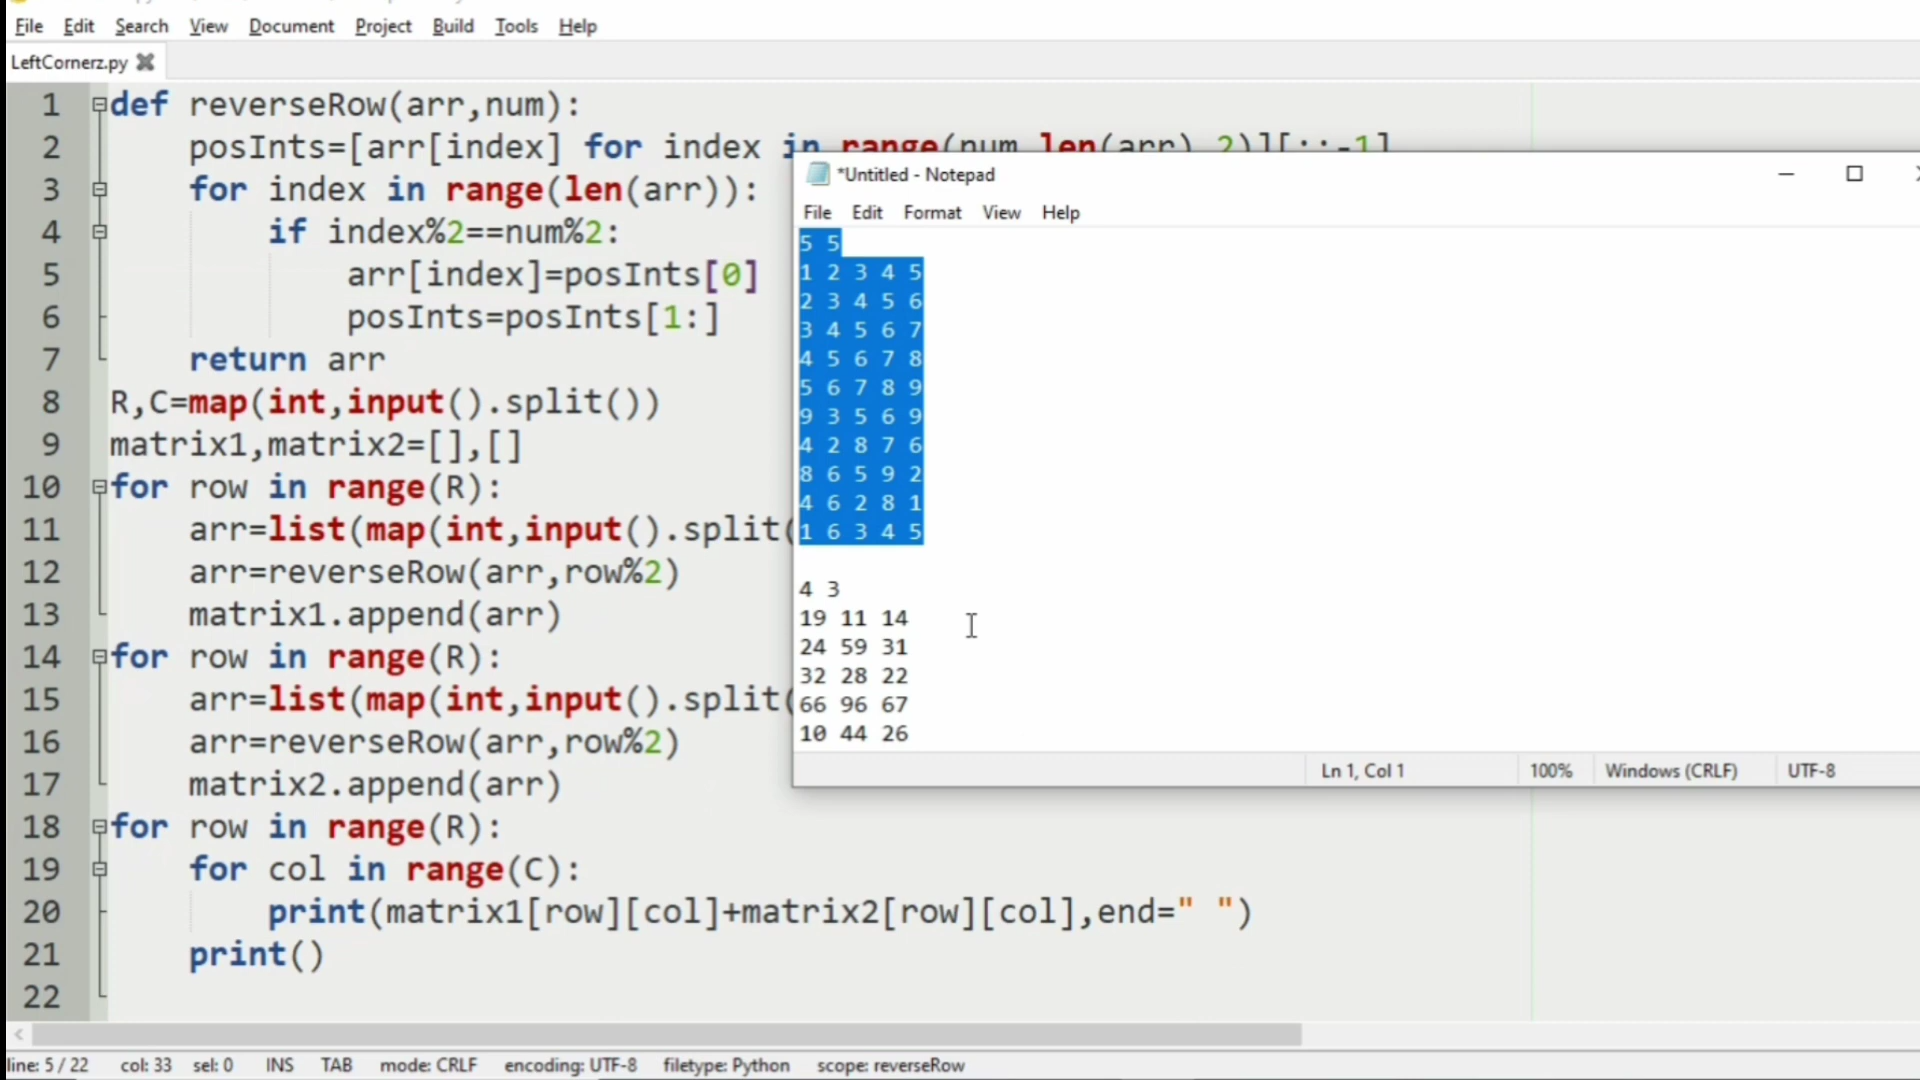 File Edit Search View Document Project Build Tools Help
LeftCornerz.py
1 def reverseRow(arr,num):
2 posInts=[arr[index] for index in range(num,len(arr),2)][::-1]
3 for index in range(len(arr)):
4 if index%2==num%2:
5 arr[index]=posInts[0]
6 posInts=posInts[1:]
7 return arr
8 R,C=map(int,input().split())
9 matrix1,matrix2=[],[]
10 for row in range(R):
11 arr=list(map(int,input().split(
12 arr=reverseRow(arr,row%2)
13 matrix1.append(arr)
14 for row in range(R):
15 arr=list(map(int,input().split(
16 arr=reverseRow(arr,row%2)
17 matrix2.append(arr)
18 for row in range(R):
19 for col in range(C):
20 print(matrix1[row][col]+matrix2[row][col],end=" ")
21 print()
22
*Untitled - Notepad
File Edit Format View Help
5 5
1 2 3 4 5
2 3 4 5 6
3 4 5 6 7
4 5 6 7 8
5 6 7 8 9
9 3 5 6 9
4 2 8 7 6
8 6 5 9 2
4 6 2 8 1
1 6 3 4 5
4 3
19 11 14
24 59 31
32 28 22
66 96 67
10 44 26
Ln 1, Col 1 100% Windows (CRLF) UTF-8
line: 5 / 22 col: 33 sel: 0 INS TAB mode: CRLF encoding: UTF-8 filetype: Python scope: reverseRow